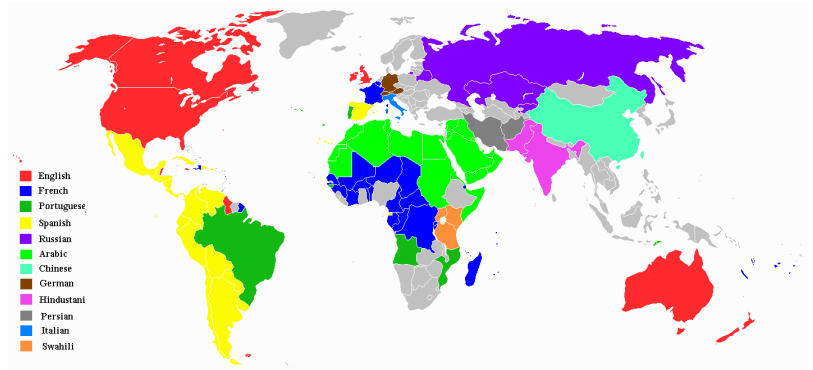 English
French
Portuguese
Spanish
Russian
Arabic
Chinese
German
Hindustani
Persian
Italian
Swahili